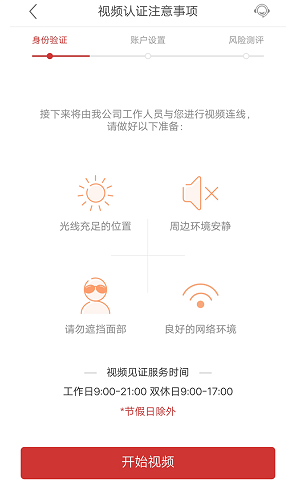 视频认证注意事项
身份验证
账户设置
风险测评
接下来将由我公司工作人员与您进行视频连线，
请做好以下准备：
光线充足的位置
周边环境安静
请勿遮挡面部
良好的网络环境
视频见证服务时间
工作日9:00-21:00 双休日9:00-17:00
*节假日除外
开始视频